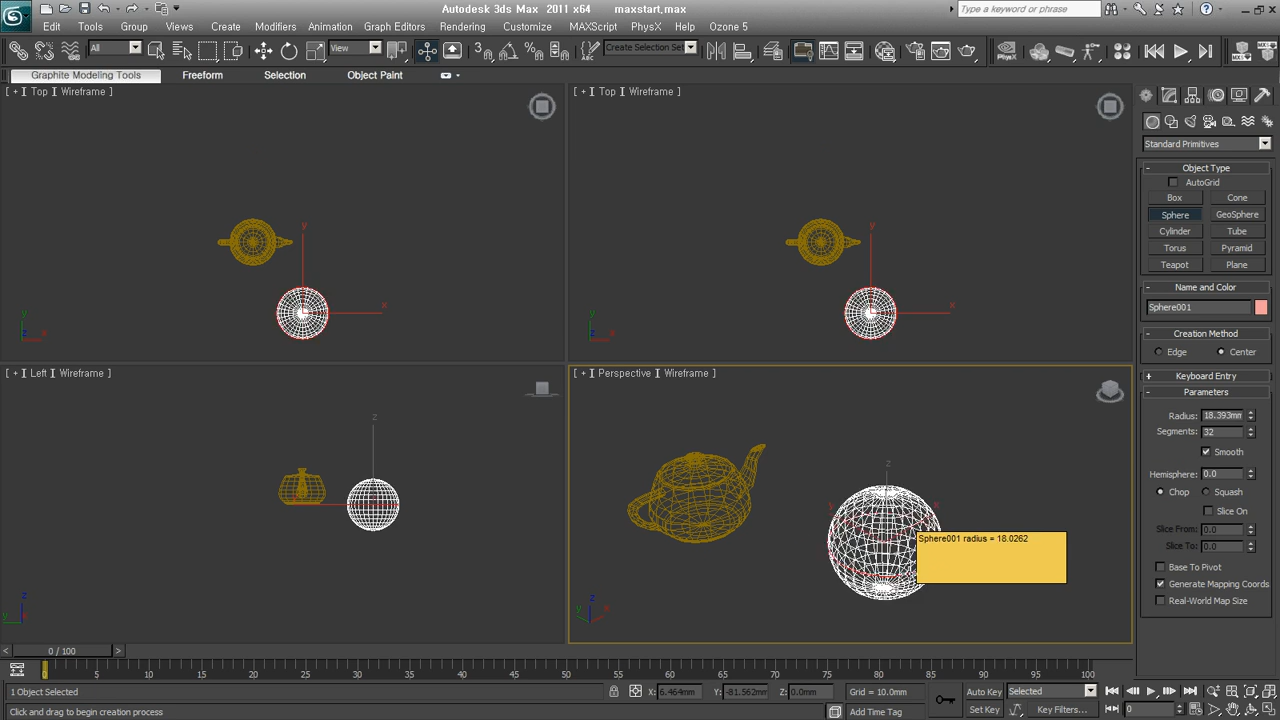 Autodesk 3ds Max 2011 x64 maxstart.max
Type a keyword or phrase
Edit Tools Group Views Create Modifiers Animation Graph Editors Rendering Customize MAXScript PhysX Help Ozone 5
All View Create Selection Set
Graphite Modeling Tools Freeform Selection Object Paint
[ + ] Top ] Wireframe ]
[ + ] Top ] Wireframe ]
Standard Primitives
- Object Type
AutoGrid
Box Cone
Sphere GeoSphere
Cylinder Tube
Torus Pyramid
Teapot Plane
y
x
y
x
- Name and Color
Sphere001
- Creation Method
Edge Center
+ Keyboard Entry
- Parameters
Radius: 18.393mm
Segments: 32
Smooth
Hemisphere: 0.0
Chop Squash
Slice On
Slice From: 0.0
Slice To: 0.0
Base To Pivot
Generate Mapping Coords
Real-World Map Size
[ + ] Left ] Wireframe ]
z
[ + ] Perspective ] Wireframe ]
z
Sphere001 radius = 18.0262
< 0 / 100 >
0 5 10 15 20 25 30 35 40 45 50 55 60 65 70 75 80 85 90 95 100
1 Object Selected X: 6.464mm Y: -81.562mm Z: 0.0mm Grid = 10.0mm Auto Key Selected
Click and drag to begin creation process Add Time Tag Set Key Key Filters... 0